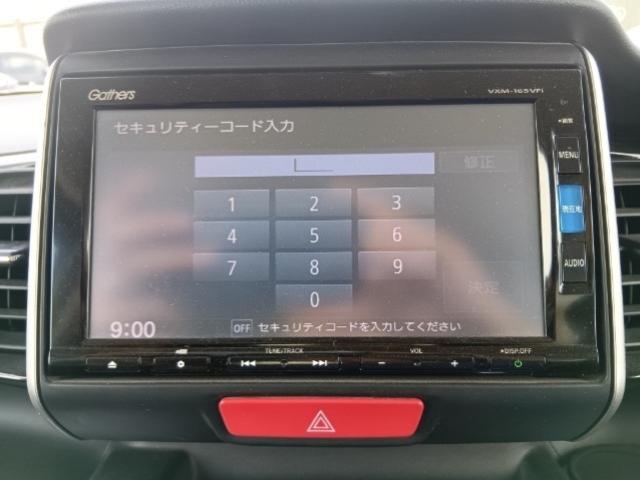 Gathers
VXM-165VFi
セキュリティーコード入力
修正
MENU
現在地
AUDIO
1 2 3
4 5 6
7 8 9
0
決定
9:00
OFF セキュリティコードを入力してください
TUNE/TRACK
VOL
DISP.OFF